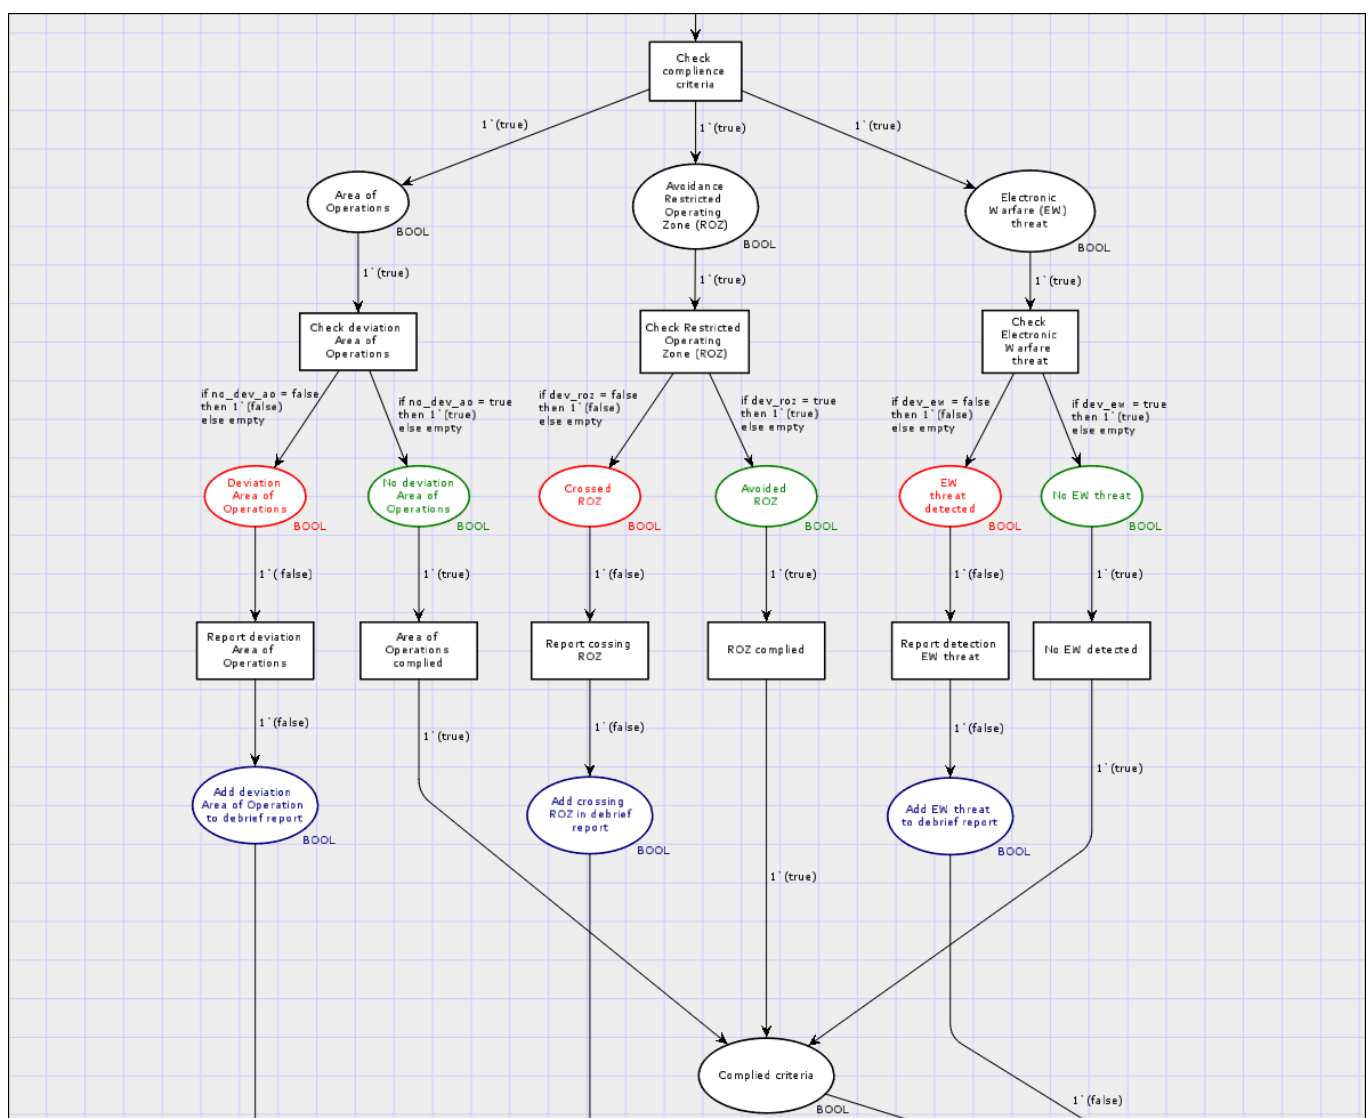 Check
complience
criteria
1`(true)
1`(true)
1`(true)
Area of
Operations
BOOL
Avoidance
Restricted
Operating
Zone (ROZ)
BOOL
Electronic
Warfare (EW)
threat
BOOL
1`(true)
1`(true)
1`(true)
Check deviation
Area of
Operations
Check Restricted
Operating
Zone (ROZ)
Check
Electronic
Warfare
threat
if no_dev_ao = false
then 1`(false)
else empty
if no_dev_ao = true
then 1`(true)
else empty
if dev_roz = false
then 1`(false)
else empty
if dev_roz = true
then 1`(true)
else empty
if dev_ew = false
then 1`(false)
else empty
if dev_ew = true
then 1`(true)
else empty
Deviation
Area of
Operations
BOOL
No deviation
Area of
Operations
BOOL
Crossed
ROZ
BOOL
Avoided
ROZ
BOOL
EW
threat
detected
BOOL
No EW threat
BOOL
1`( false)
1`(true)
1`(false)
1`(true)
1`(false)
1`(true)
Report deviation
Area of
Operations
Area of
Operations
complied
Report cossing
ROZ
ROZ complied
Report detection
EW threat
No EW detected
1`(false)
1`(true)
1`(false)
1`(false)
1`(true)
Add deviation
Area of Operation
to debrief report
BOOL
Add crossing
ROZ in debrief
report
BOOL
Add EW threat
to debrief report
BOOL
1`(true)
Complied criteria
BOOL
1`(false)